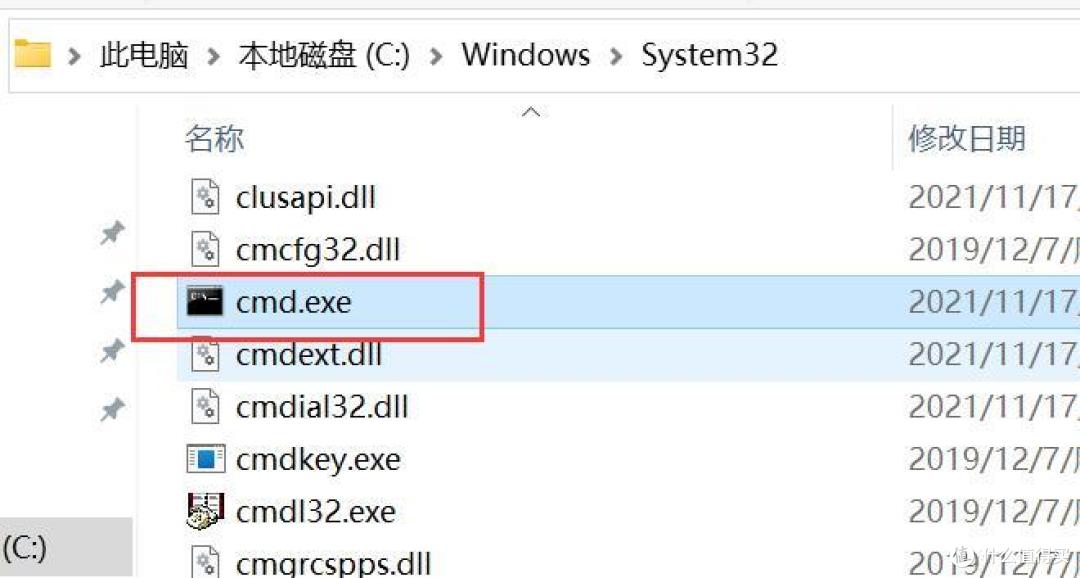 此电脑 > 本地磁盘 (C:) > Windows > System32
名称 修改日期
clusapi.dll 2021/11/17/
cmcfg32.dll 2019/12/7/
cmd.exe 2021/11/17/
cmdext.dll 2021/11/17/
cmdial32.dll 2021/11/17/
cmdkey.exe 2019/12/7/
cmdl32.exe 2019/12/7/
(C:)
cmgrcspps.dll 2019/12/7/
什么值得买